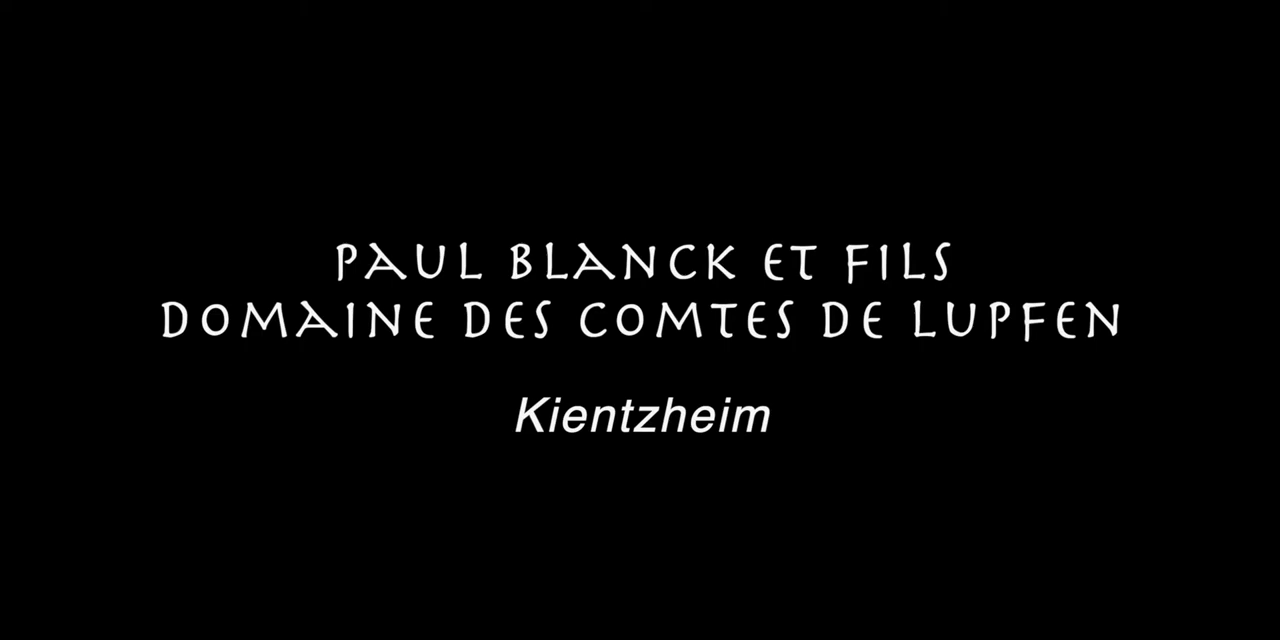 PAUL BLANCK ET FILS
DOMAINE DES COMTES DE LUPFEN
Kientzheim